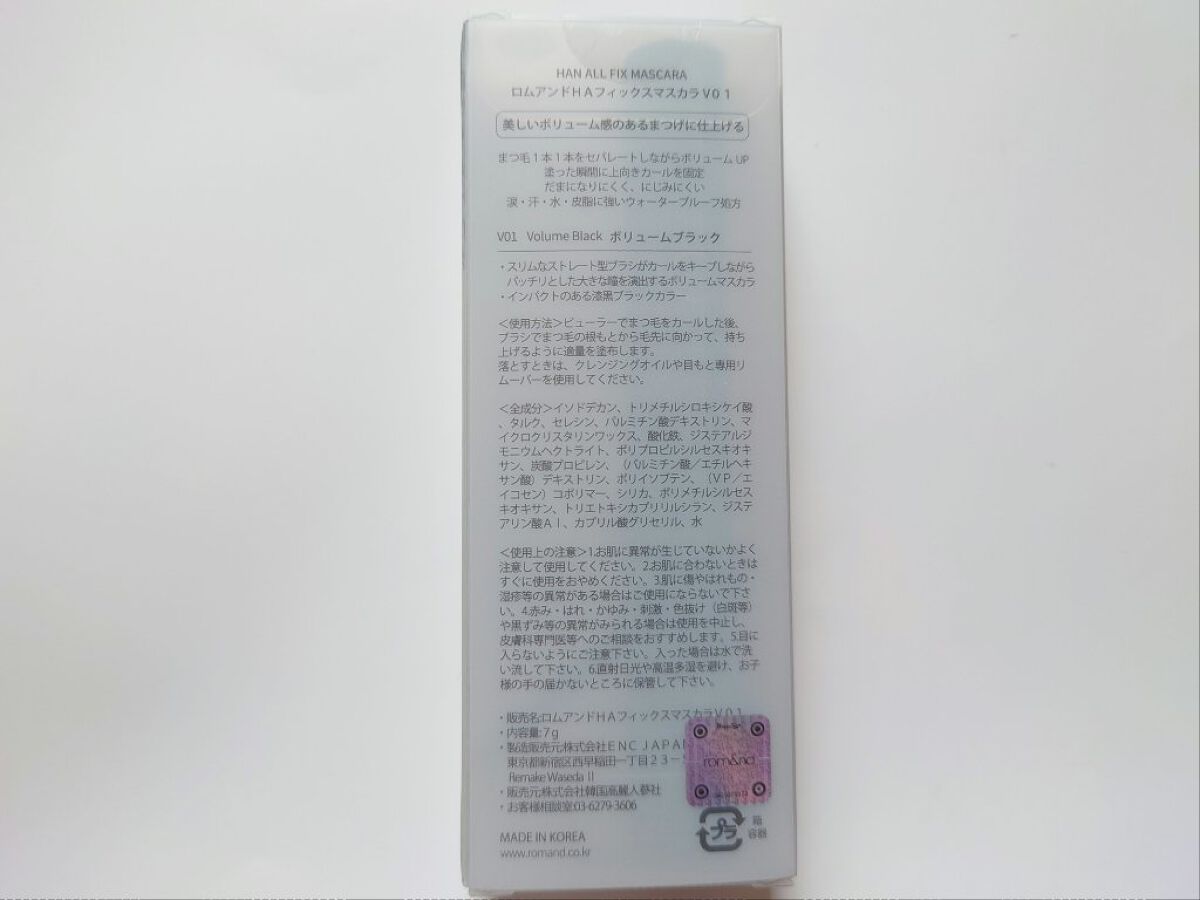 HAN ALL FIX MASCARA
ロムアンドＨＡフィックスマスカラＶ０１
美しいボリューム感のあるまつげに仕上げる
まつ毛１本１本をセパレートしながらボリュームUP
塗った瞬間に上向きカールを固定
だまになりにくく、にじみにくい
涙・汗・水・皮脂に強いウォータープルーフ処方
V01 Volume Black ボリュームブラック
・スリムなストレート型ブラシがカールをキープしながら
パッチリとした大きな瞳を演出するボリュームマスカラ
・インパクトのある漆黒ブラックカラー
＜使用方法＞ビューラーでまつ毛をカールした後、
ブラシでまつ毛の根もとから毛先に向かって、持ち
上げるように適量を塗布します。
落とすときは、クレンジングオイルや目もと専用リ
ムーバーを使用してください。
＜全成分＞イソドデカン、トリメチルシロキシケイ酸
、タルク、セレシン、パルミチン酸デキストリン、マ
イクロクリスタリンワックス、酸化鉄、ジステアルジ
モニウムヘクトライト、ポリプロピルシルセスキオキ
サン、炭酸プロピレン、（パルミチン酸／エチルヘキ
サン酸）デキストリン、ポリイソブテン、（ＶＰ／エ
イコセン）コポリマー、シリカ、ポリメチルシルセス
キオキサン、トリエトキシカプリリルシラン、ジステ
アリン酸Ａｌ、カプリル酸グリセリル、水
＜使用上の注意＞1.お肌に異常が生じていないかよく
注意して使用してください。2.お肌に合わないときは
すぐに使用をおやめください。3.肌に傷やはれもの・
湿疹等の異常がある場合はご使用にならないで下さ
い。4.赤み・はれ・かゆみ・刺激・色抜け（白斑等）
や黒ずみ等の異常がみられる場合は使用を中止し、
皮膚科専門医等へのご相談をおすすめします。5.目に
入らないようにご注意下さい。入った場合は水で洗
い流して下さい。6.直射日光や高温多湿を避け、お子
様の手の届かないところに保管して下さい。
・販売名:ロムアンドＨＡフィックスマスカラＶ０１
・内容量:７ｇ
・製造販売元:株式会社ＥＮＣ ＪＡＰＡＮ
東京都新宿区西早稲田一丁目２３－
Remake Waseda Ⅱ
・販売元:株式会社韓国高麗人蔘社
・お客様相談室:03-6279-3606
rom&nd
プラ
箱
容器
MADE IN KOREA
www.romand.co.kr